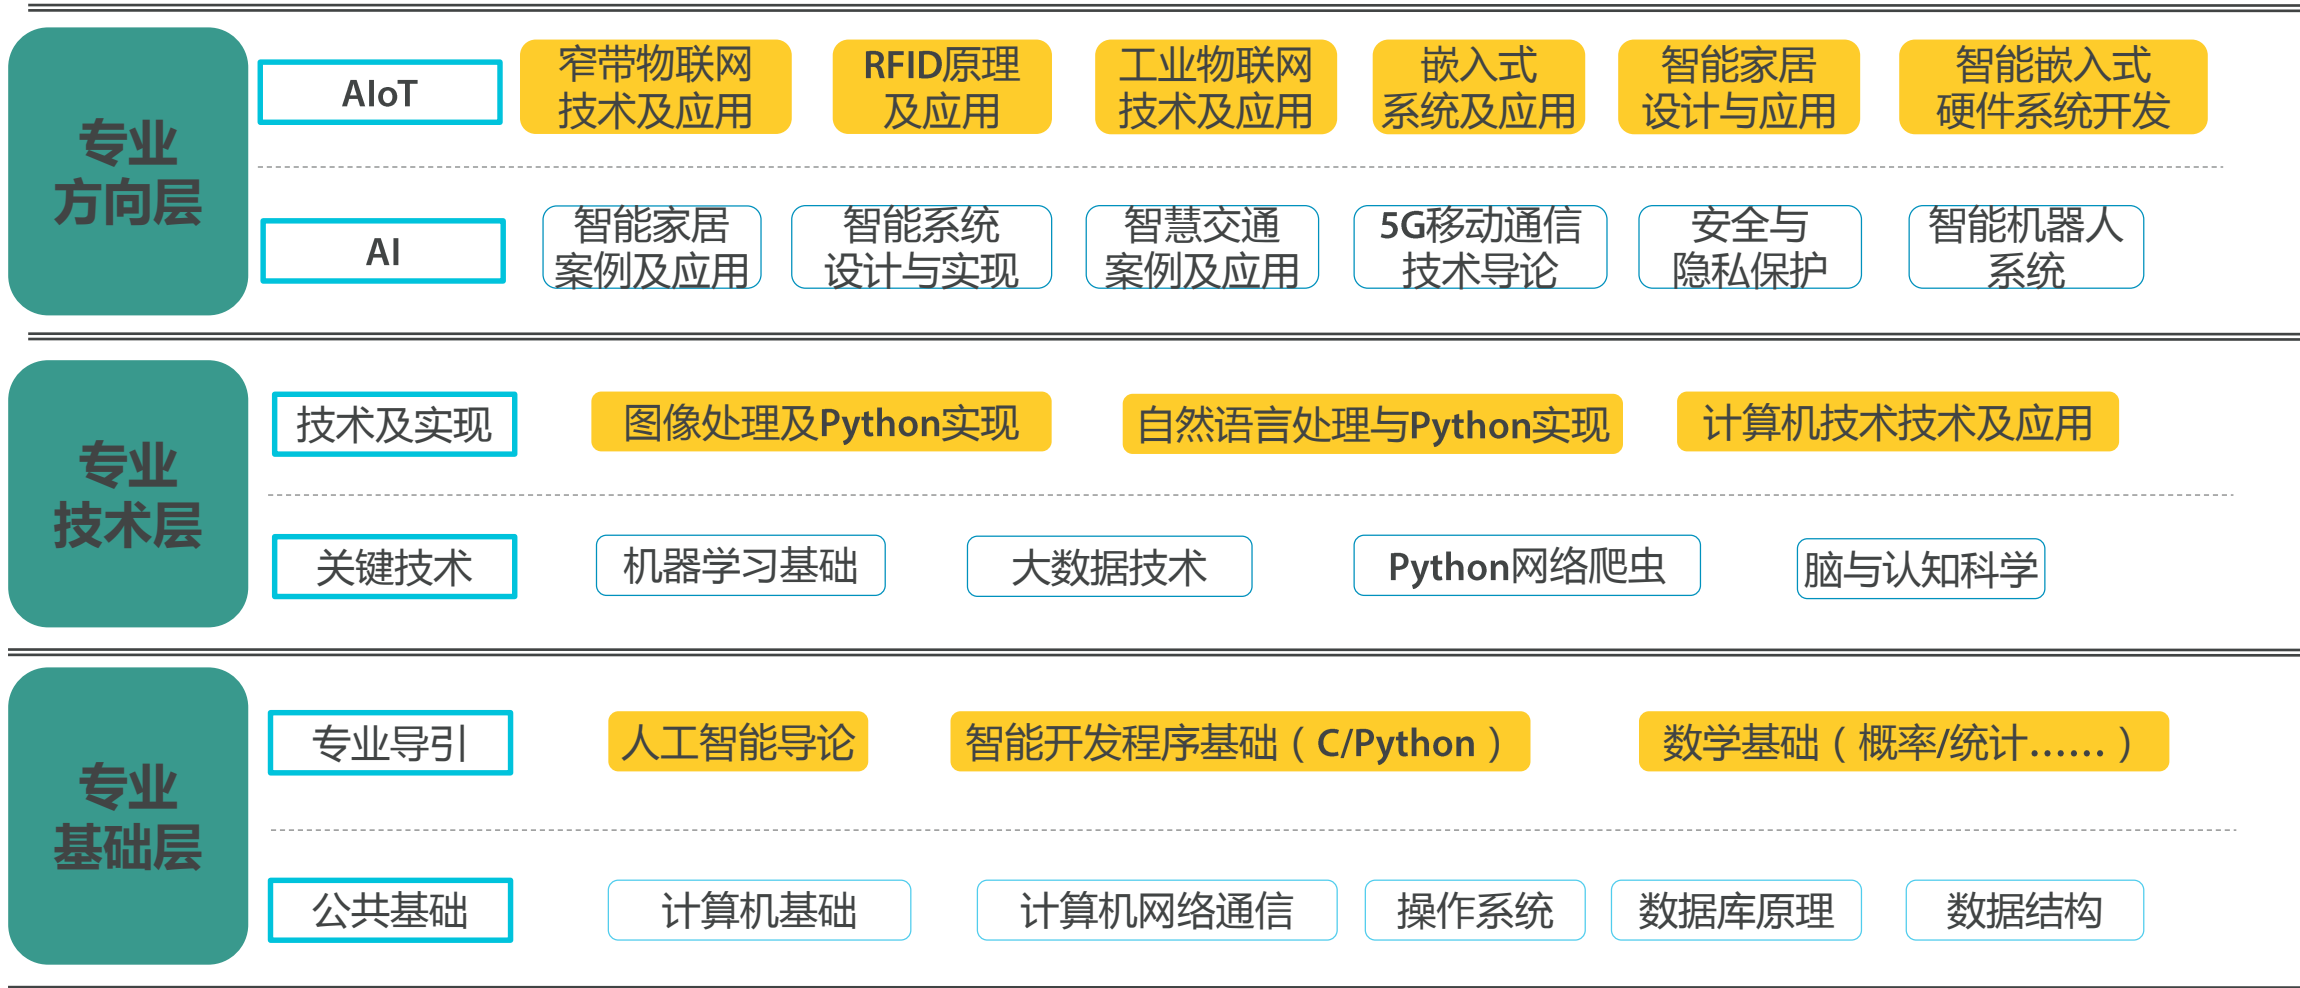 专业
方向层
AIoT
窄带物联网
技术及应用
RFID原理
及应用
工业物联网
技术及应用
嵌入式
系统及应用
智能家居
设计与应用
智能嵌入式
硬件系统开发
AI
智能家居
案例及应用
智能系统
设计与实现
智慧交通
案例及应用
5G移动通信
技术导论
安全与
隐私保护
智能机器人
系统
专业
技术层
技术及实现
图像处理及Python实现
自然语言处理与Python实现
计算机技术技术及应用
关键技术
机器学习基础
大数据技术
Python网络爬虫
脑与认知科学
专业
基础层
专业导引
人工智能导论
智能开发程序基础（C/Python）
数学基础（概率/统计……）
公共基础
计算机基础
计算机网络通信
操作系统
数据库原理
数据结构